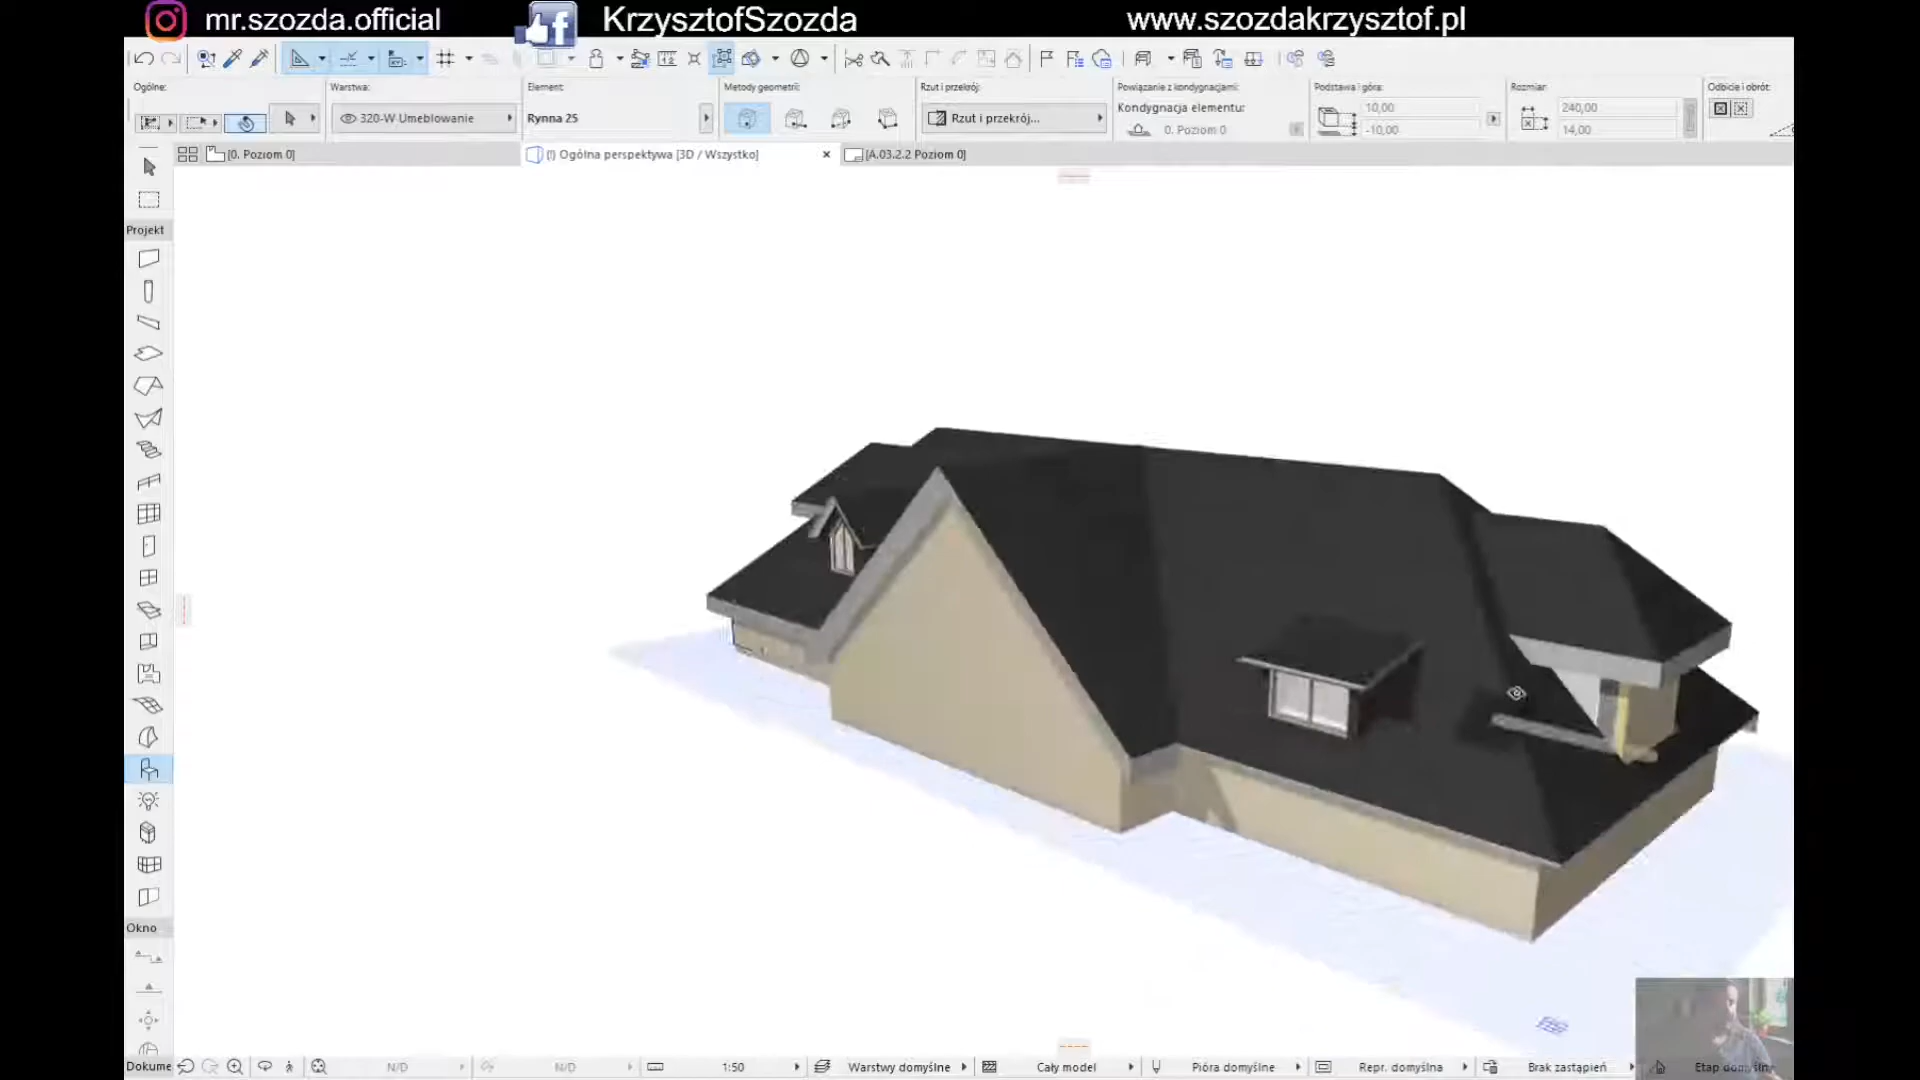 mr.szozda.official
KrzysztofSzozda
www.szozdakrzysztof.pl
Ogólne:
Warstwa:
Element:
Metody geometrii:
Rzut i przekrój:
Powiązanie z kondygnacjami:
Podstawa i góra:
Rozmiar:
Odbicie i obrót:
320-W Umeblowanie
Rynna 25
Rzut i przekrój...
Kondygnacja elementu:
0. Poziom 0
10,00
-10,00
240,00
14,00
[0. Poziom 0]
(!) Ogólna perspektywa [3D / Wszystko]
[A.03.2.2 Poziom 0]
Projekt
Okno
Dokume
N/D
N/D
1:50
Warstwy domyślne
Cały model
Pióra domyślne
Repr. domyślna
Brak zastąpień
Etap domyślny